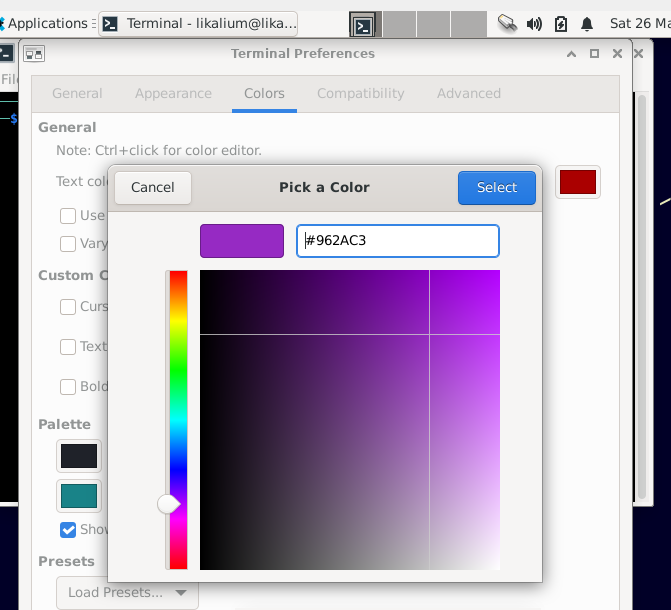 Applications
Terminal - likalium@lika...
Sat 26 Ma
Terminal Preferences
File
General Appearance Colors Compatibility Advanced
$
General
Note: Ctrl+click for color editor.
Text colo
Use
Vary
Custom C
Curs
Text
Bold
Palette
Show
Presets
Load Presets...
Cancel
Pick a Color
Select
#962AC3